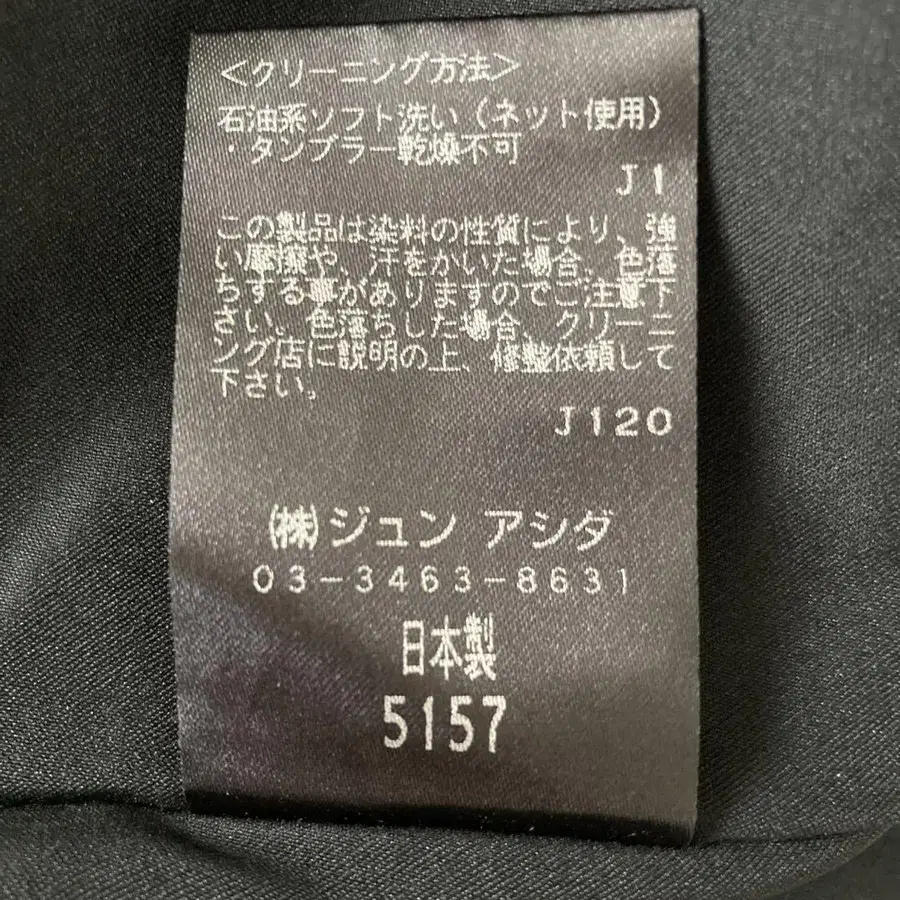 <クリーニング方法>
石油系ソフト洗い(ネット使用)
・タンブラー乾燥不可
J1
この製品は染料の性質により、強
い摩擦や、汗をかいた場合、色落
ちする事がありますのでご注意下
さい。色落ちした場合、クリーニ
ング店に説明の上、修整依頼して
下さい。
J120
㈱ジュン アシダ
03-3463-8631
日本製
5157